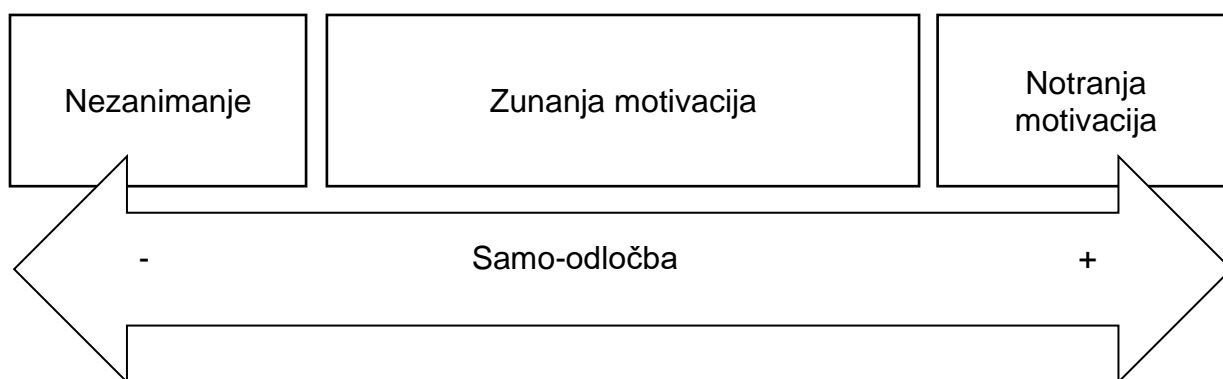 Nezanimanje
Zunanja motivacija
Notranja
motivacija
- Samo-odločba +